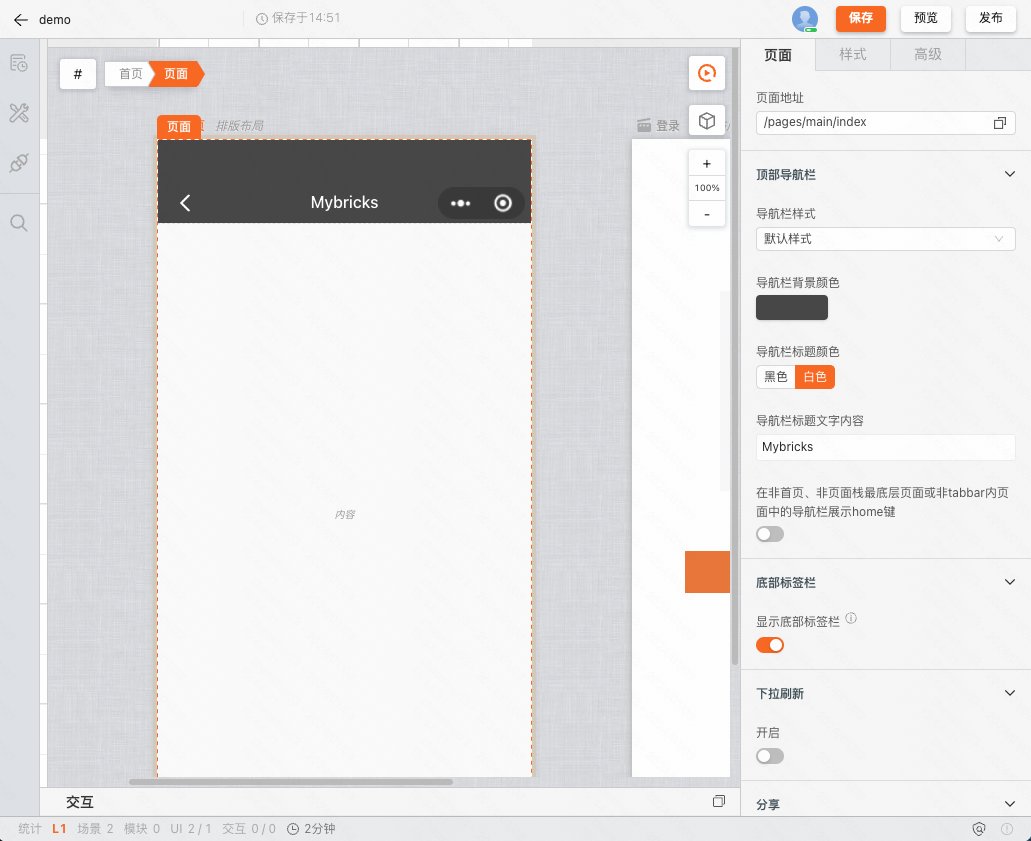 demo
保存于14:51
保存
预览
发布
#
首页
页面
页面
排版布局
登录
+
100%
-
Mybricks
内容
页面
样式
高级
页面地址
/pages/main/index
顶部导航栏
导航栏样式
默认样式
导航栏背景颜色
导航栏标题颜色
黑色
白色
导航栏标题文字内容
Mybricks
在非首页、非页面栈最底层页面或非tabbar内页
面中的导航栏展示home键
底部标签栏
显示底部标签栏
下拉刷新
开启
分享
交互
统计 L1 场景 2 模块 0 UI 2 / 1 交互 0 / 0 2分钟